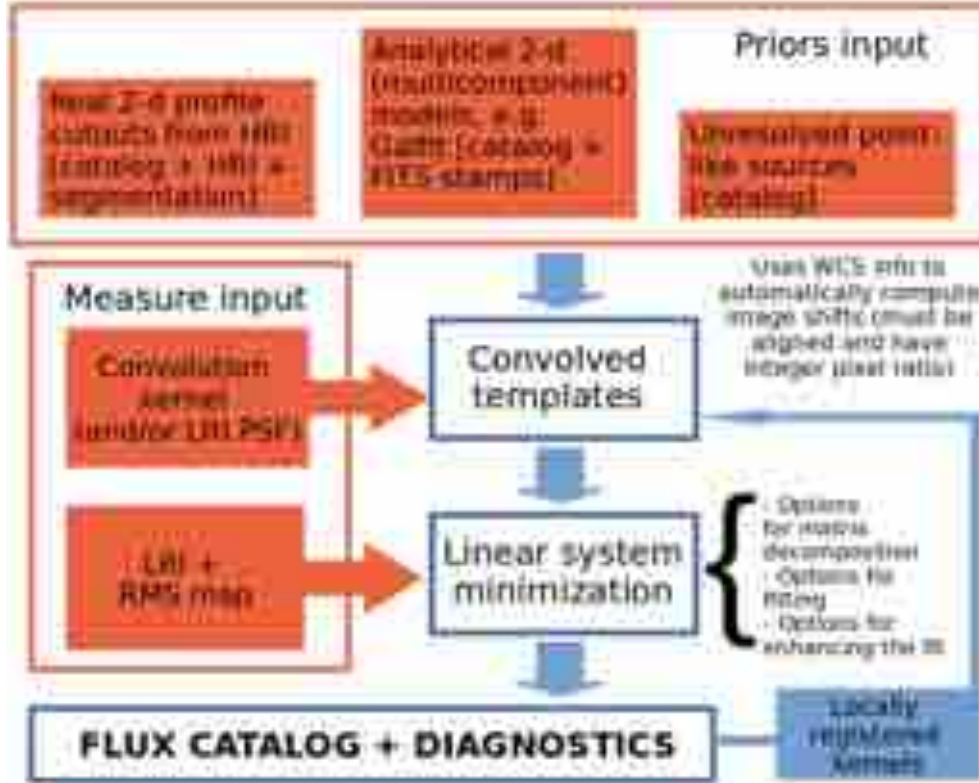 Priors input
Real 2-d profile
cutouts from HRI
[catalog + HRI +
segmentation]
Analytical 2-d
(multicomponent)
models, e.g.
Galfit [catalog +
FITS stamps]
Unresolved point-
like sources
[catalog]
Uses WCS info to
automatically compute
image shifts (must be
aligned and have
integer pixel ratio)
Measure input
Convolution
kernel
(and/or LRI PSF)
Convolved
templates
LRI +
RMS map
Linear system
minimization
- Options
for matrix
decomposition
- Options for
fitting
- Options for
enhancing the fit
FLUX CATALOG + DIAGNOSTICS
Locally
registered
kernels